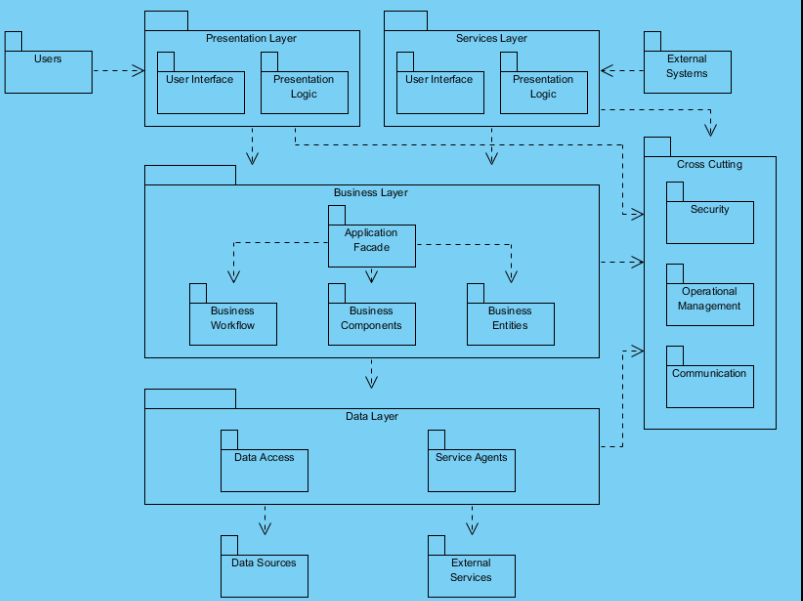 Users
Presentation Layer
User Interface
Presentation
Logic
Services Layer
User Interface
Presentation
Logic
External
Systems
Cross Cutting
Security
Operational
Management
Communication
Business Layer
Application
Facade
Business
Workflow
Business
Components
Business
Entities
Data Layer
Data Access
Service Agents
Data Sources
External
Services